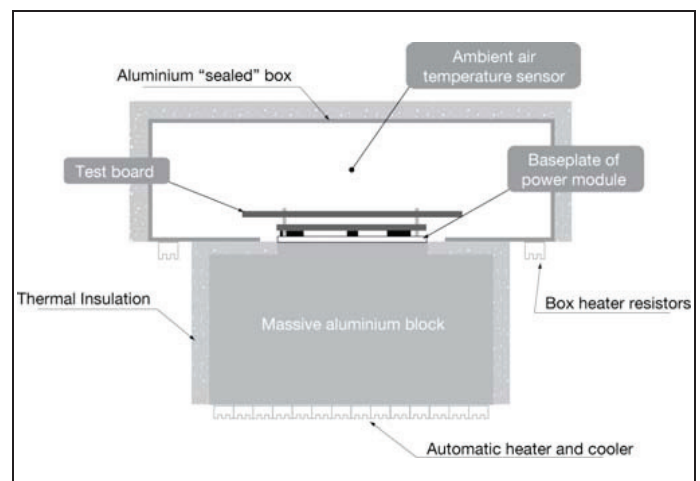 Ambient air
temperature sensor
Aluminium “sealed” box
Baseplate of
power module
Test board
Thermal Insulation
Box heater resistors
Massive aluminium block
Automatic heater and cooler